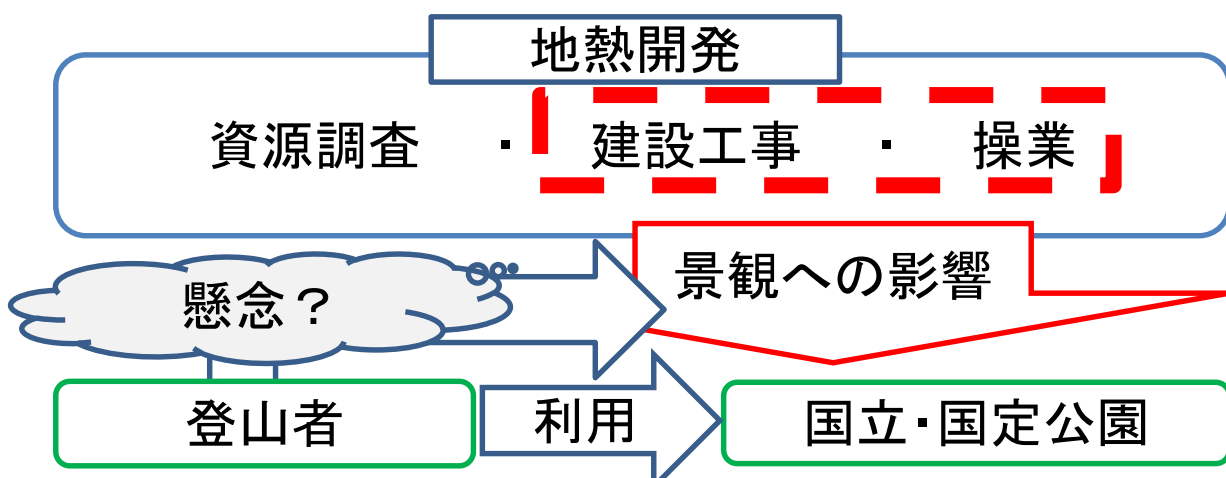 地熱開発
資源調査 ・ 建設工事 ・ 操業
景観への影響
懸念？
登山者
利用
国立・国定公園